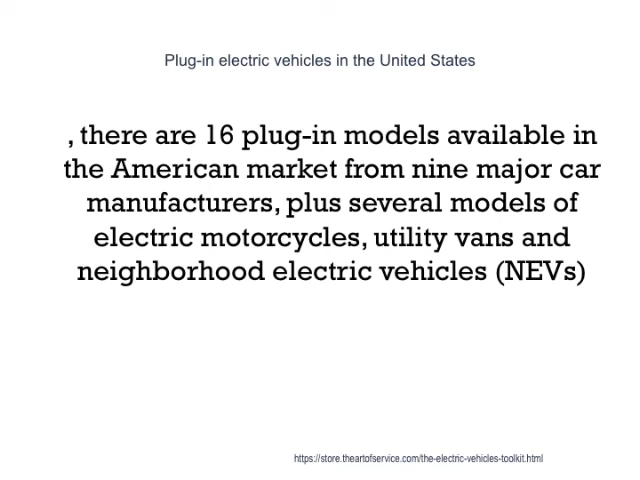 Plug-in electric vehicles in the United States
, there are 16 plug-in models available in
the American market from nine major car
manufacturers, plus several models of
electric motorcycles, utility vans and
neighborhood electric vehicles (NEVs)
https://store.theartofservice.com/the-electric-vehicles-toolkit.html